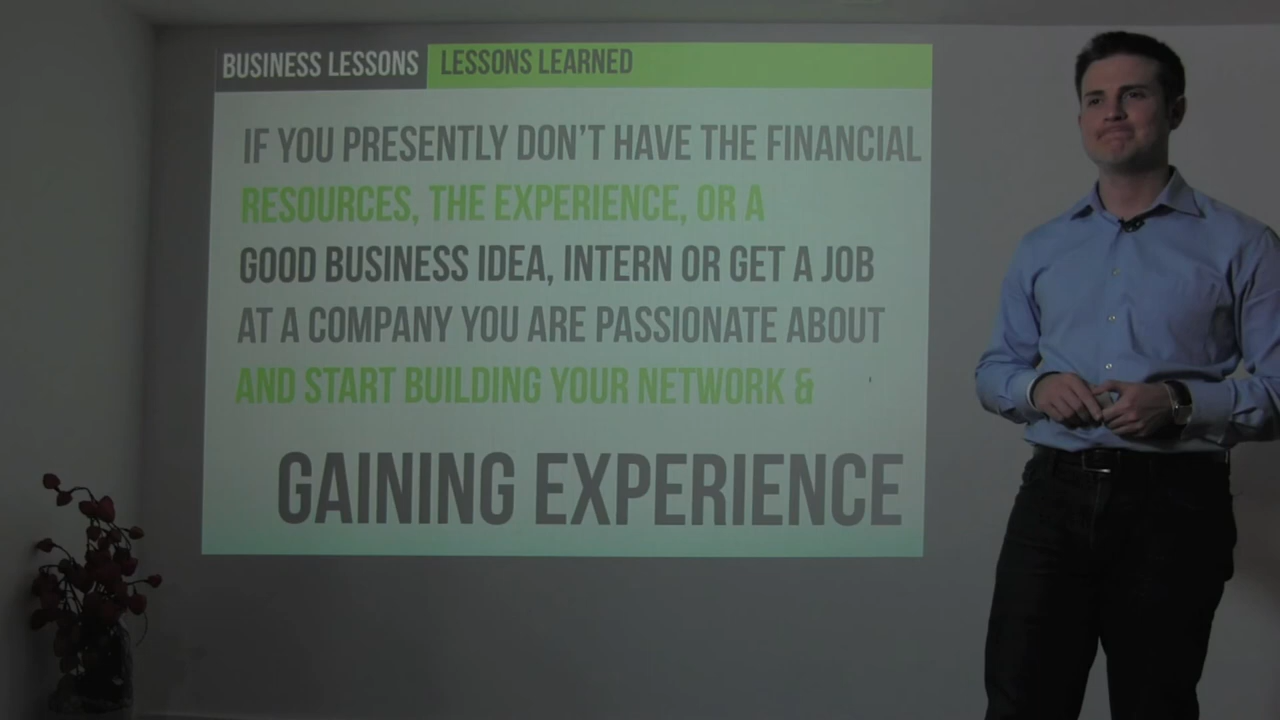 BUSINESS LESSONS LESSONS LEARNED
IF YOU PRESENTLY DON'T HAVE THE FINANCIAL
RESOURCES, THE EXPERIENCE, OR A
GOOD BUSINESS IDEA, INTERN OR GET A JOB
AT A COMPANY YOU ARE PASSIONATE ABOUT
AND START BUILDING YOUR NETWORK &
GAINING EXPERIENCE